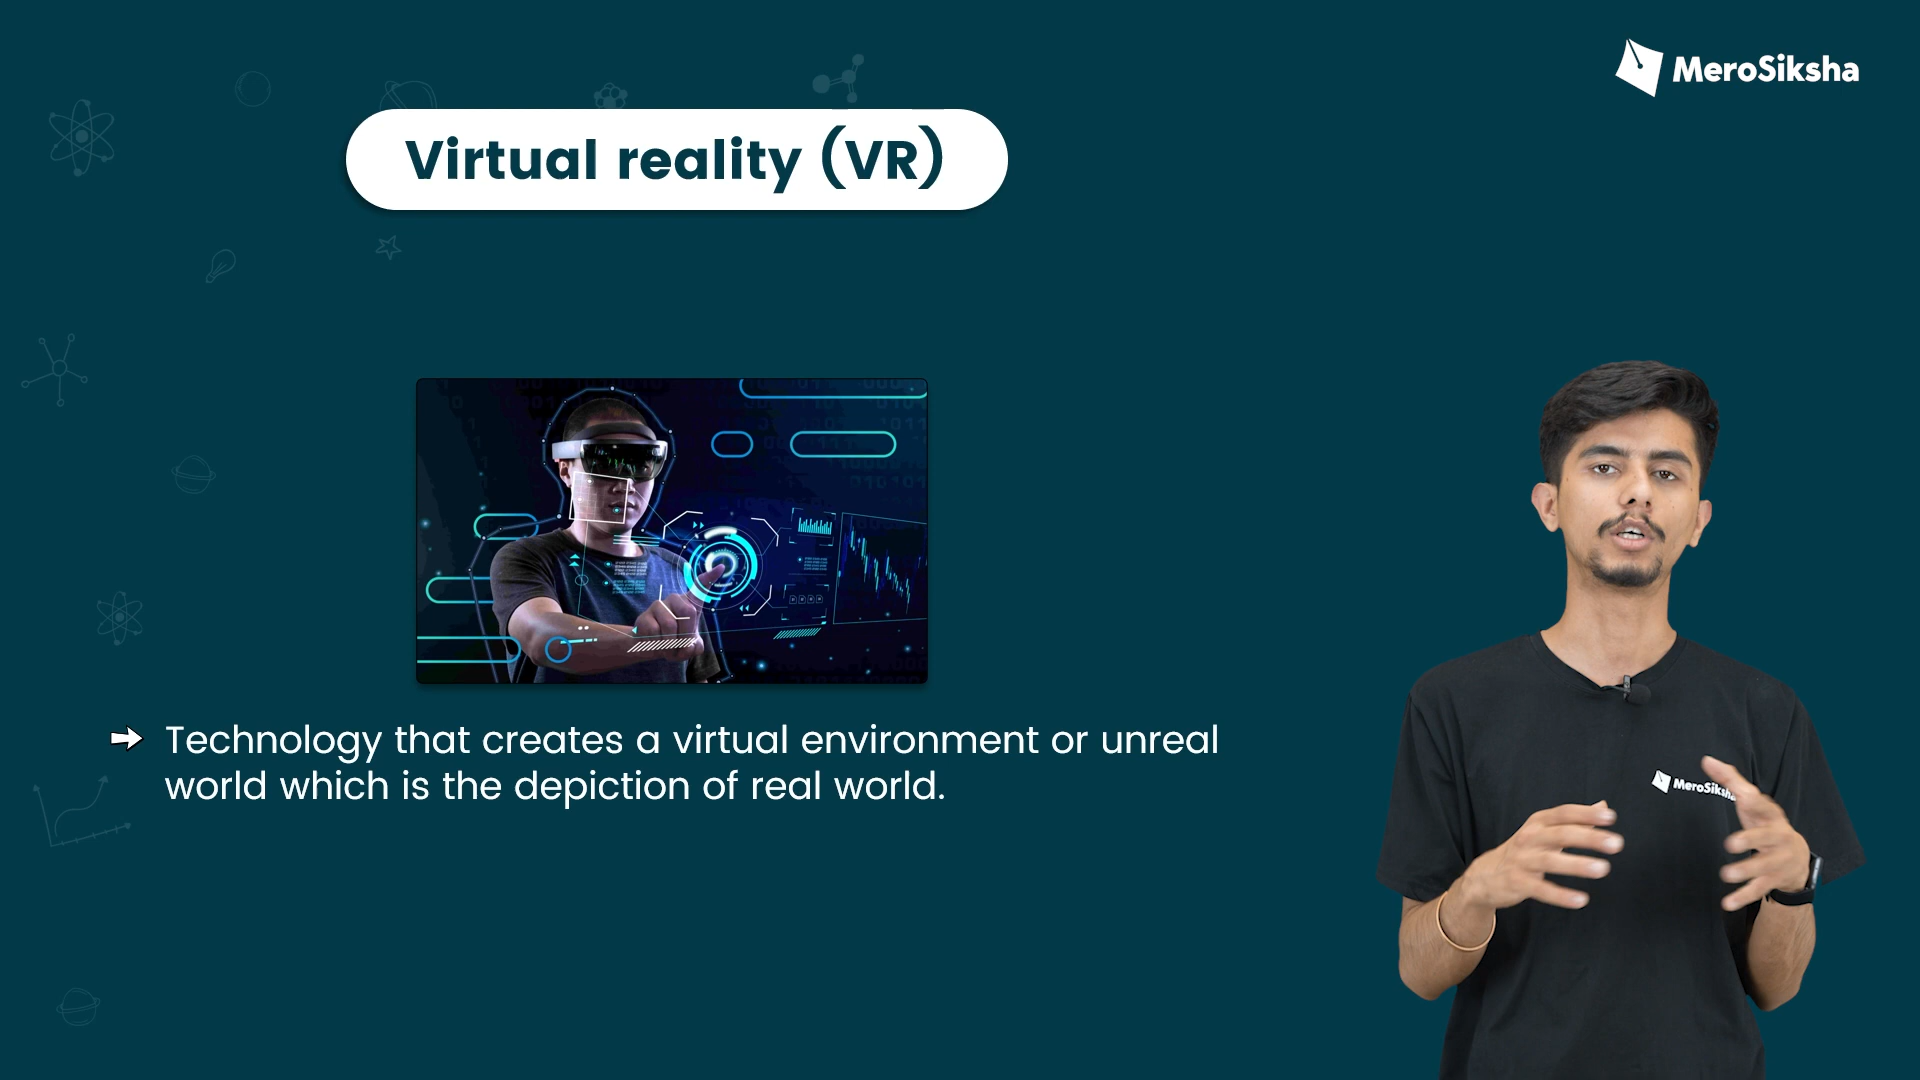 MeroSiksha
Virtual reality (VR)
Technology that creates a virtual environment or unreal
world which is the depiction of real world.
MeroSiksha